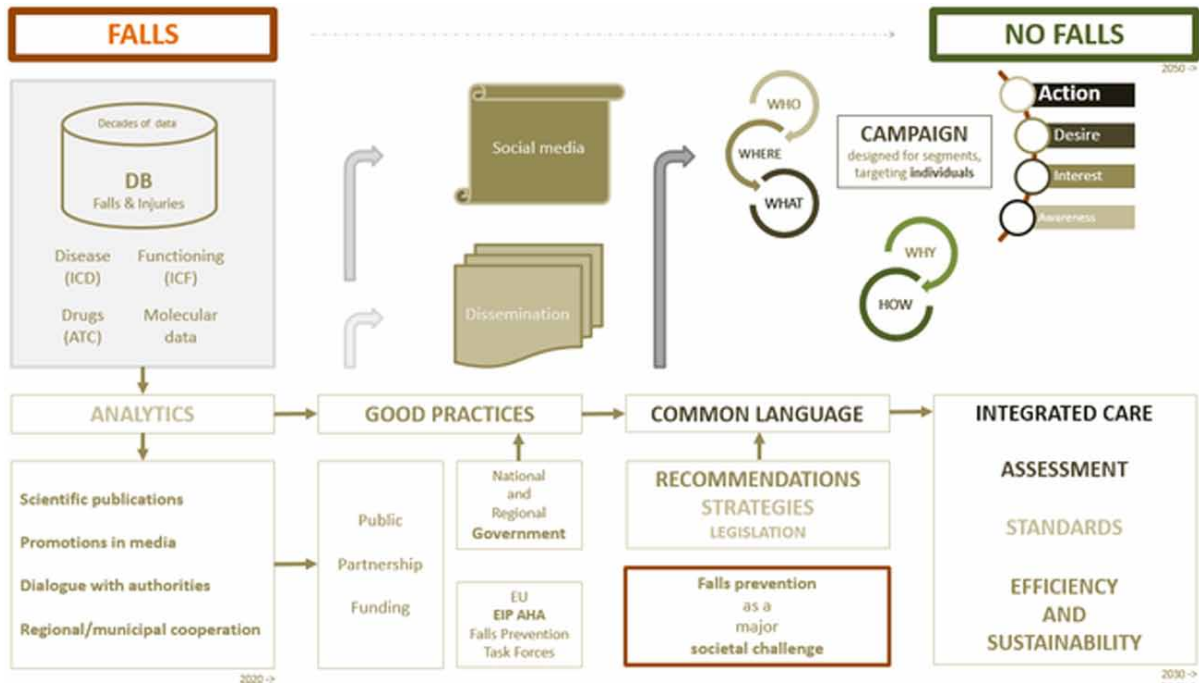 FALLS
NO FALLS
2050 ->
Decades of data
DB
Falls & Injuries
Disease
(ICD)
Functioning
(ICF)
Drugs
(ATC)
Molecular
data
Social media
Dissemination
WHO
WHERE
WHAT
CAMPAIGN
designed for segments,
targeting individuals
WHY
HOW
Action
Desire
Interest
Awareness
ANALYTICS
GOOD PRACTICES
COMMON LANGUAGE
INTEGRATED CARE
ASSESSMENT
STANDARDS
EFFICIENCY
AND
SUSTAINABILITY
Scientific publications
Promotions in media
Dialogue with authorities
Regional/municipal cooperation
Public
Partnership
Funding
National
and
Regional
Government
EU
EIP AHA
Falls Prevention
Task Forces
RECOMMENDATIONS
STRATEGIES
LEGISLATION
Falls prevention
as a
major
societal challenge
2020 ->
2030 ->